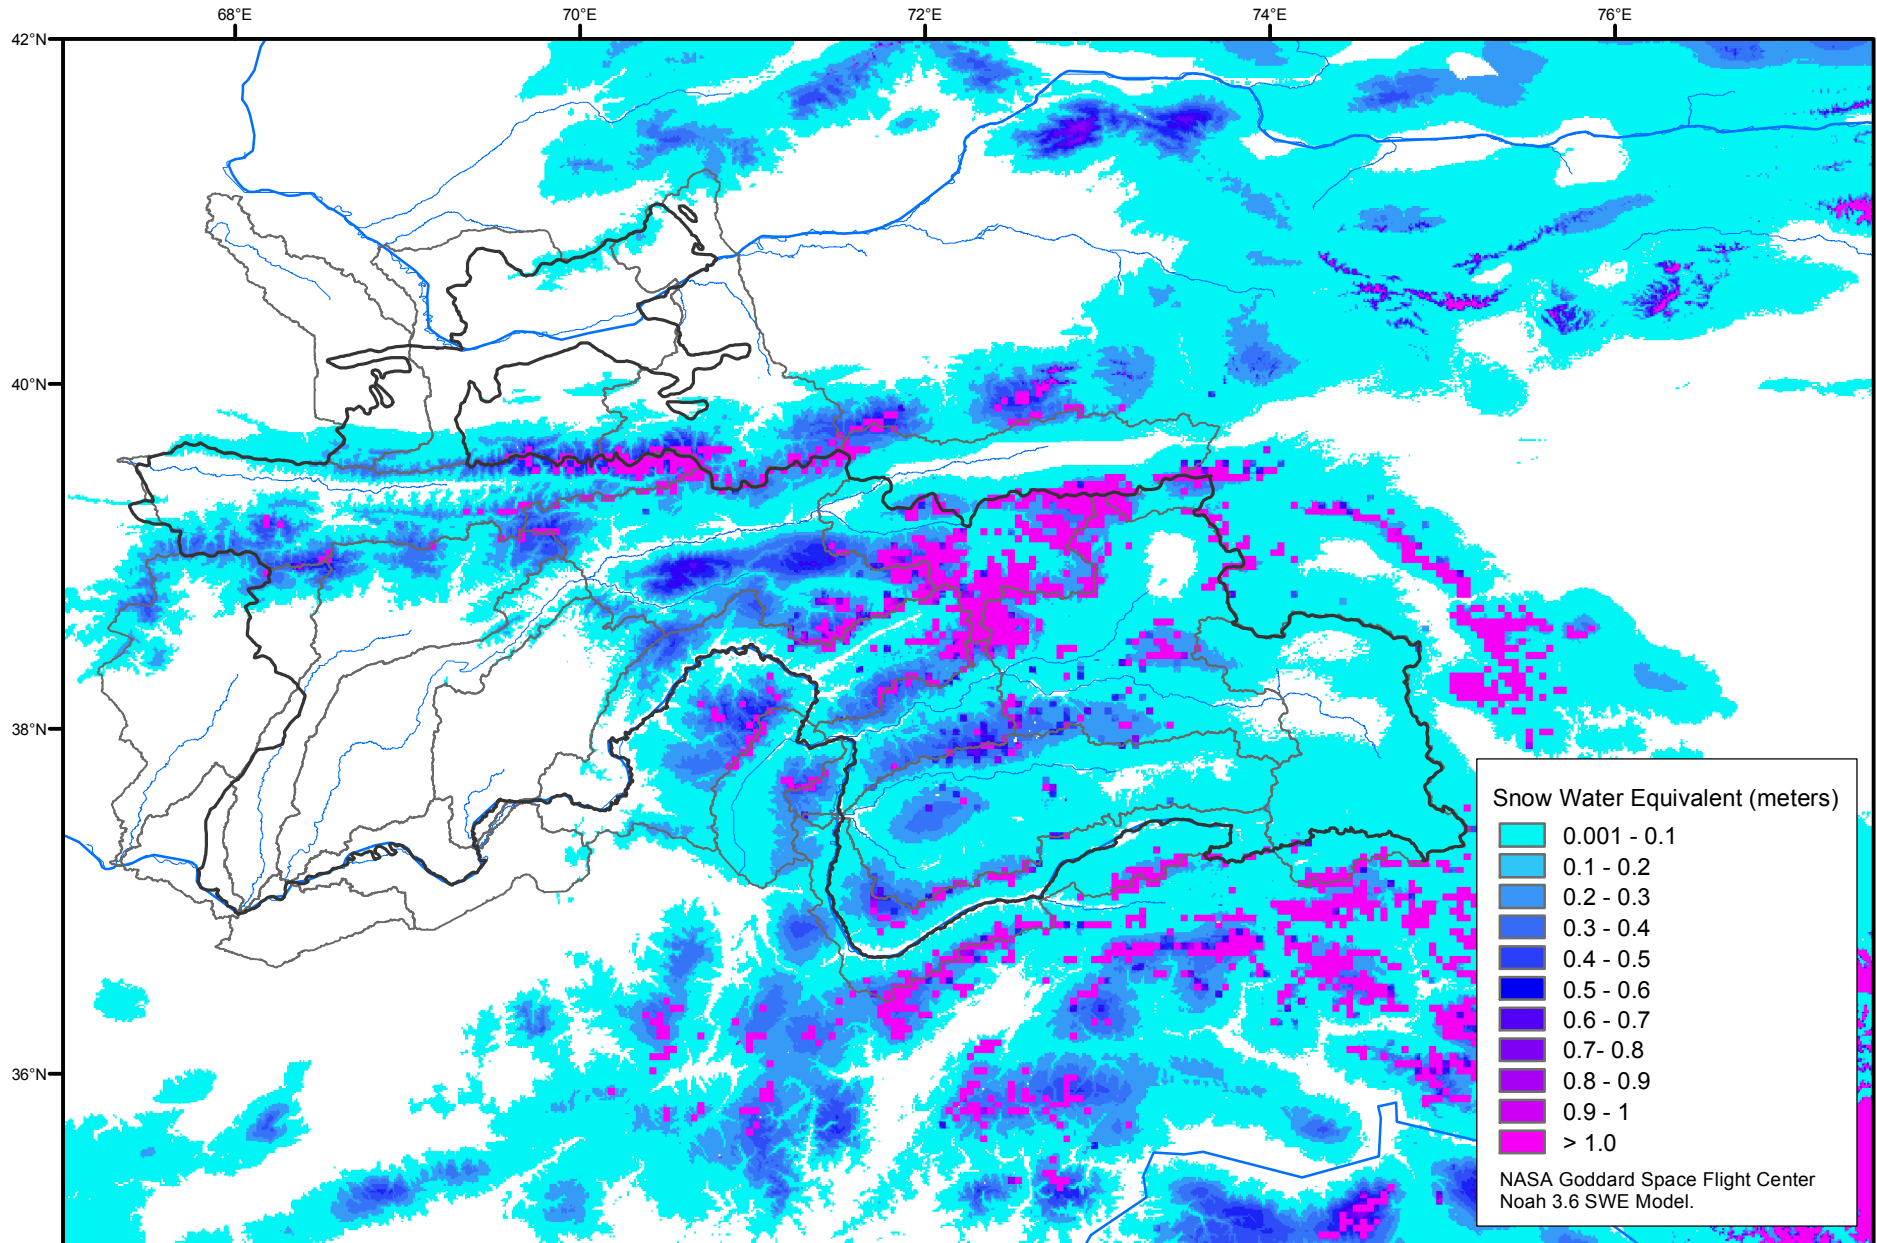 68°E 70°E 72°E 74°E 76°E
42°N
40°N
38°N
36°N
Snow Water Equivalent (meters)
0.001 - 0.1
0.1 - 0.2
0.2 - 0.3
0.3 - 0.4
0.4 - 0.5
0.5 - 0.6
0.6 - 0.7
0.7- 0.8
0.8 - 0.9
0.9 - 1
> 1.0
NASA Goddard Space Flight Center
Noah 3.6 SWE Model.